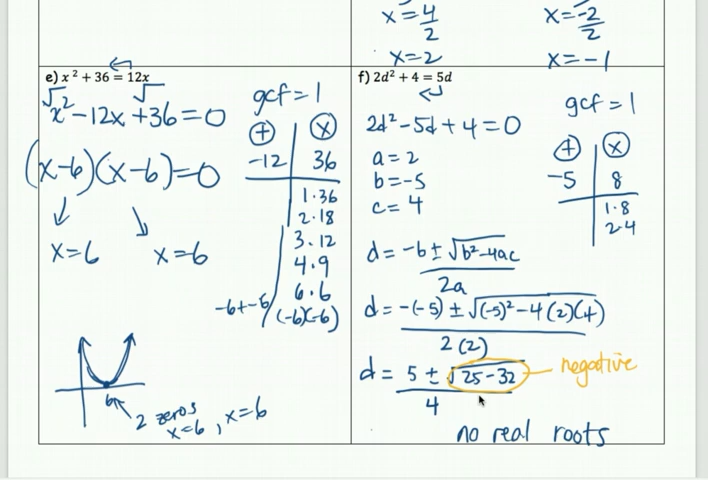 x = 4/2
x = -2/2
x = 2
x = -1
e) x² + 36 = 12x
x² - 12x + 36 = 0
(x-6)(x-6) = 0
x = 6
x = 6
gcf = 1
+ ×
-12 36
1·36
2·18
3·12
4·9
6·6
-6+-6 (-6)(-6)
6
2 zeros
x=6, x=6
f) 2d² + 4 = 5d
2d² - 5d + 4 = 0
gcf = 1
+ ×
-5 8
1·8
2·4
a = 2
b = -5
c = 4
d = -b ± √b²-4ac
2a
d = -(-5) ± √(-5)² - 4(2)(4)
2(2)
d = 5 ± √25-32
4
negative
no real roots